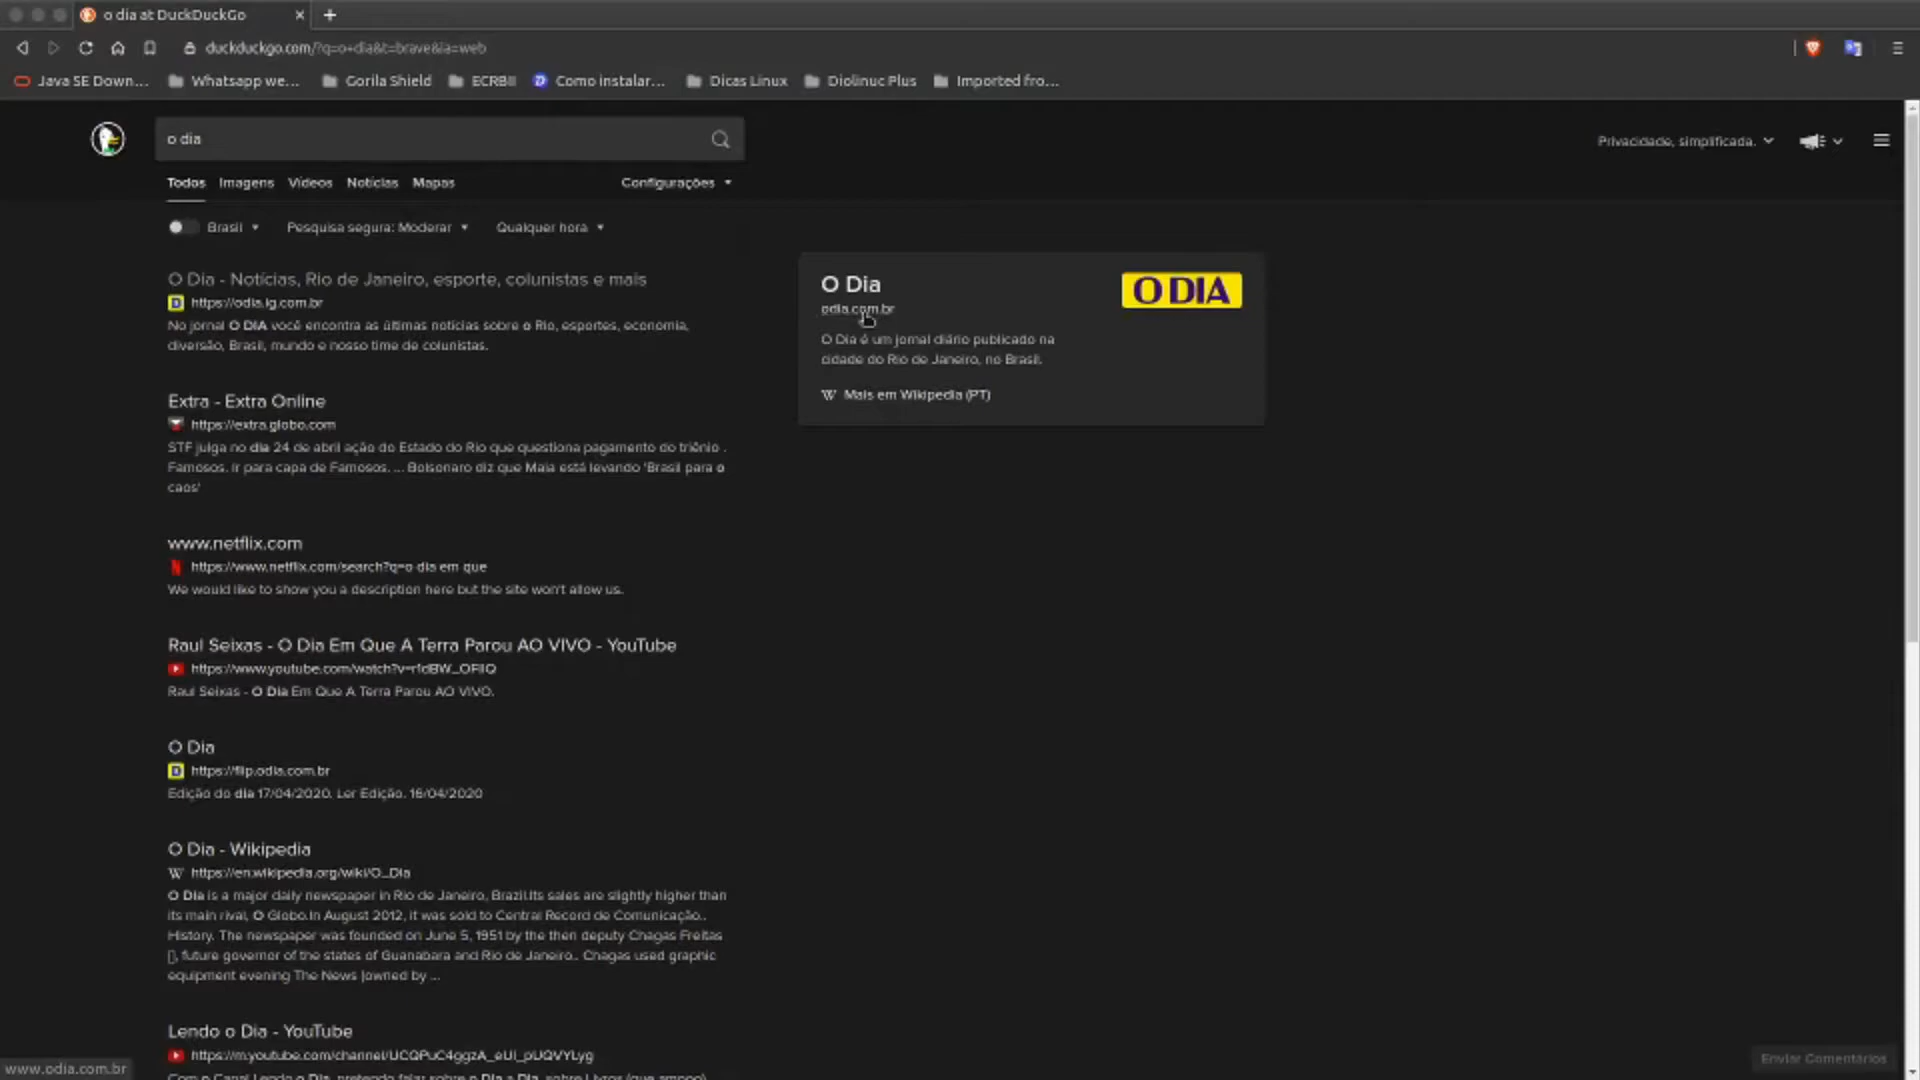 o dia at DuckDuckGo
duckduckgo.com/?q=o+dia&t=brave&ia=web
Java SE Down... Whatsapp we... Gorila Shield ECRB Como instalar... Dicas Linux Diolinux Plus Imported fro...
o dia
Privacidade, simplificada.
Todos Imagens Vídeos Notícias Mapas Configurações
Brasil Pesquisa segura: Moderar Qualquer hora
O Dia - Notícias, Rio de Janeiro, esporte, colunistas e mais
https://odia.ig.com.br
No jornal O DIA você encontra as últimas notícias sobre o Rio, esportes, economia,
diversão, Brasil, mundo e nosso time de colunistas.
O Dia
O DIA
odia.com.br
O Dia é um jornal diário publicado na
cidade do Rio de Janeiro, no Brasil.
W Mais em Wikipedia (PT)
Extra - Extra Online
https://extra.globo.com
STF julga no dia 24 de abril ação do Estado do Rio que questiona pagamento do triênio .
Famosos. Ir para capa de Famosos. ... Bolsonaro diz que Maia está levando 'Brasil para o
caos'
www.netflix.com
https://www.netflix.com/search?q=o dia em que
We would like to show you a description here but the site won't allow us.
Raul Seixas - O Dia Em Que A Terra Parou AO VIVO - YouTube
Raul Seixas - O Dia Em Que A Terra Parou AO VIVO.
O Dia
https://flip.odia.com.br
Edição do dia 17/04/2020. Ler Edição. 16/04/2020
O Dia - Wikipedia
W https://en.wikipedia.org/wiki/O_Dia
O Dia is a major daily newspaper in Rio de Janeiro, Brazil.Its sales are slightly higher than
its main rival, O Globo.In August 2012, it was sold to Central Record de Comunicação..
History. The newspaper was founded on June 5, 1951 by the then deputy Chagas Freitas
[], future governor of the states of Guanabara and Rio de Janeiro.. Chagas used graphic
equipment evening The News (owned by ...
Lendo o Dia - YouTube
www.odia.com.br
Enviar Comentários